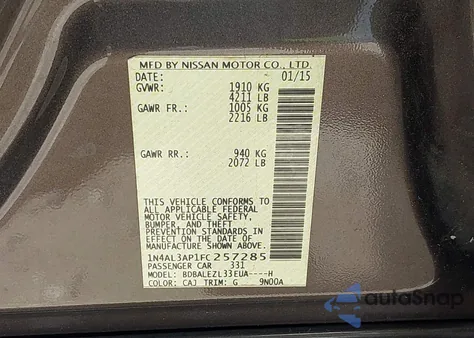 MFD BY NISSAN MOTOR CO., LTD.
DATE: 01/15
GVWR: 1910 KG
4211 LB
GAWR FR: 1005 KG
2216 LB
GAWR RR: 940 KG
2072 LB
THIS VEHICLE CONFORMS TO
ALL APPLICABLE FEDERAL
MOTOR VEHICLE SAFETY,
BUMPER, AND THEFT
PREVENTION STANDARDS IN
EFFECT ON THE DATE OF
MANUFACTURE SHOWN ABOVE.
1N4AL3AP1FC257285
PASSENGER CAR 331
MODEL: BDBALEZL33EUA----H
COLOR: CAJ TRIM: G 9N00A
autoSnap